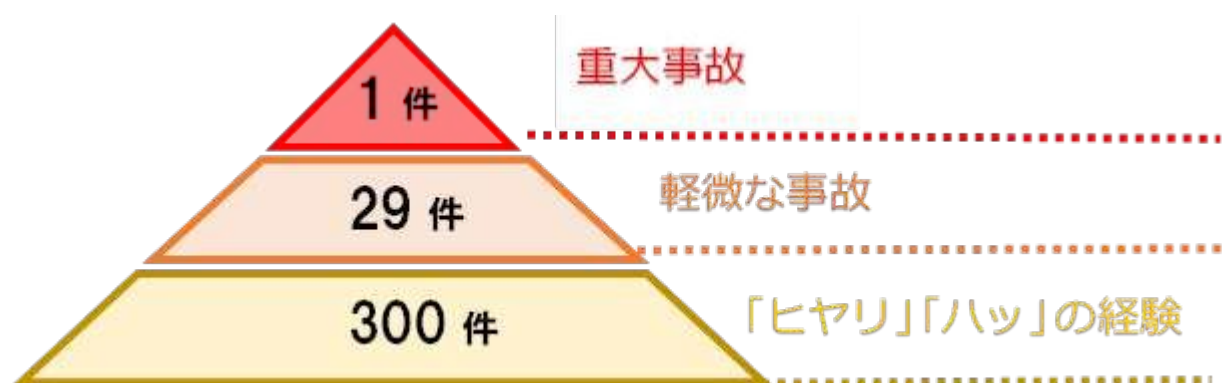 1 件
重大事故
29 件
軽微な事故
300 件
「ヒヤリ」「ハッ」の経験